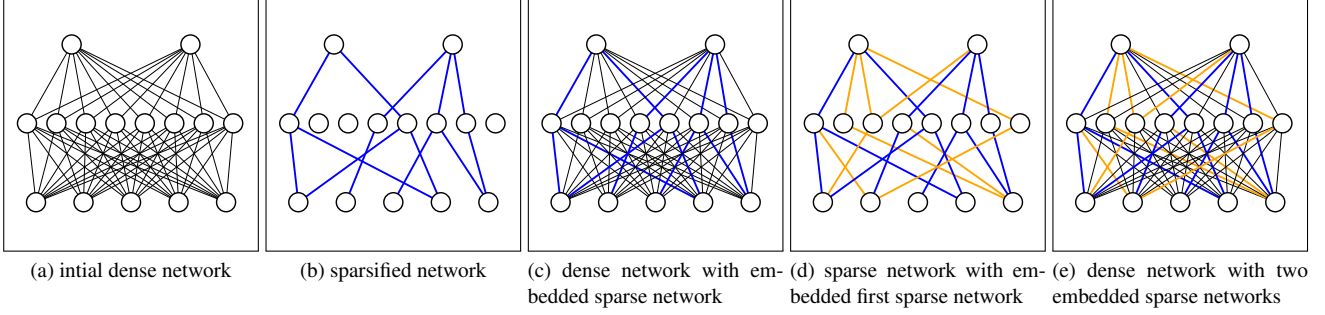 (a) intial dense network
(b) sparsified network
(c) dense network with em-
bedded sparse network
(d) sparse network with em-
bedded first sparse network
(e) dense network with two
embedded sparse networks